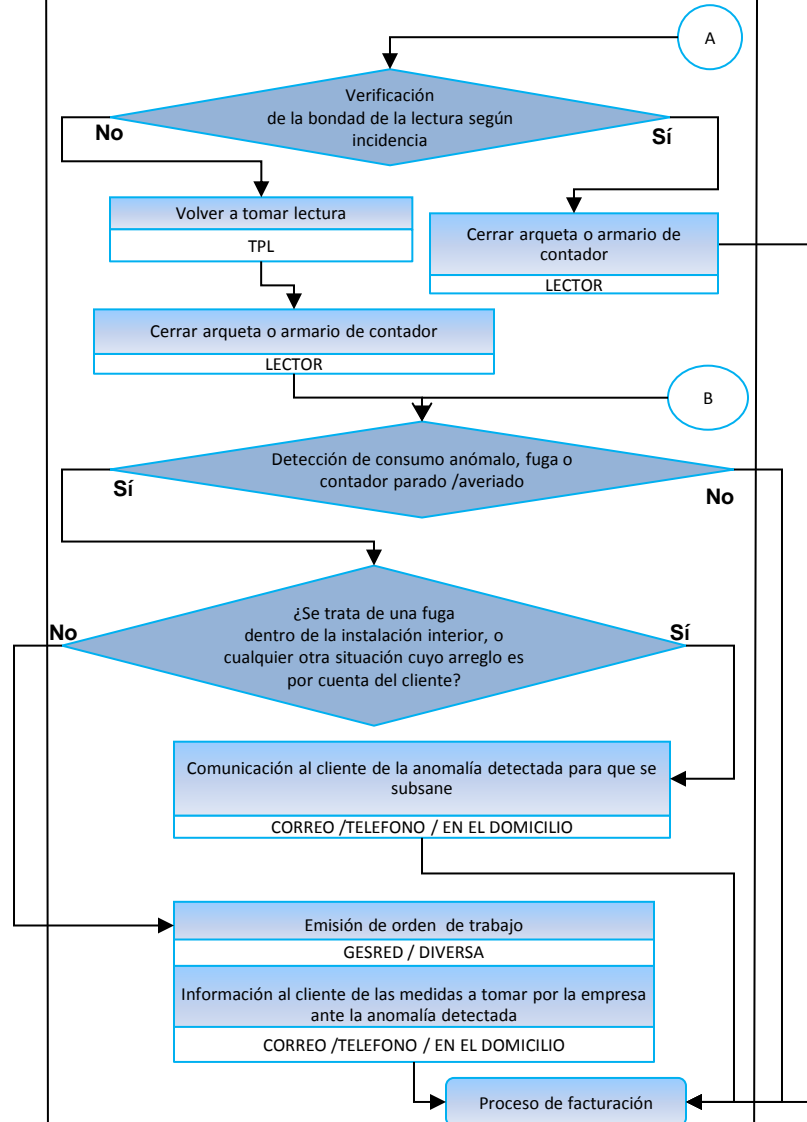 A
Verificación
de la bondad de la lectura según
incidencia
No
Sí
Volver a tomar lectura
TPL
Cerrar arqueta o armario de
contador
LECTOR
Cerrar arqueta o armario de contador
LECTOR
B
Detección de consumo anómalo, fuga o
contador parado /averiado
Sí
No
¿Se trata de una fuga
dentro de la instalación interior, o
cualquier otra situación cuyo arreglo es
por cuenta del cliente?
No
Sí
Comunicación al cliente de la anomalía detectada para que se
subsane
CORREO /TELEFONO / EN EL DOMICILIO
Emisión de orden de trabajo
GESRED / DIVERSA
Información al cliente de las medidas a tomar por la empresa
ante la anomalía detectada
CORREO /TELEFONO / EN EL DOMICILIO
Proceso de facturación